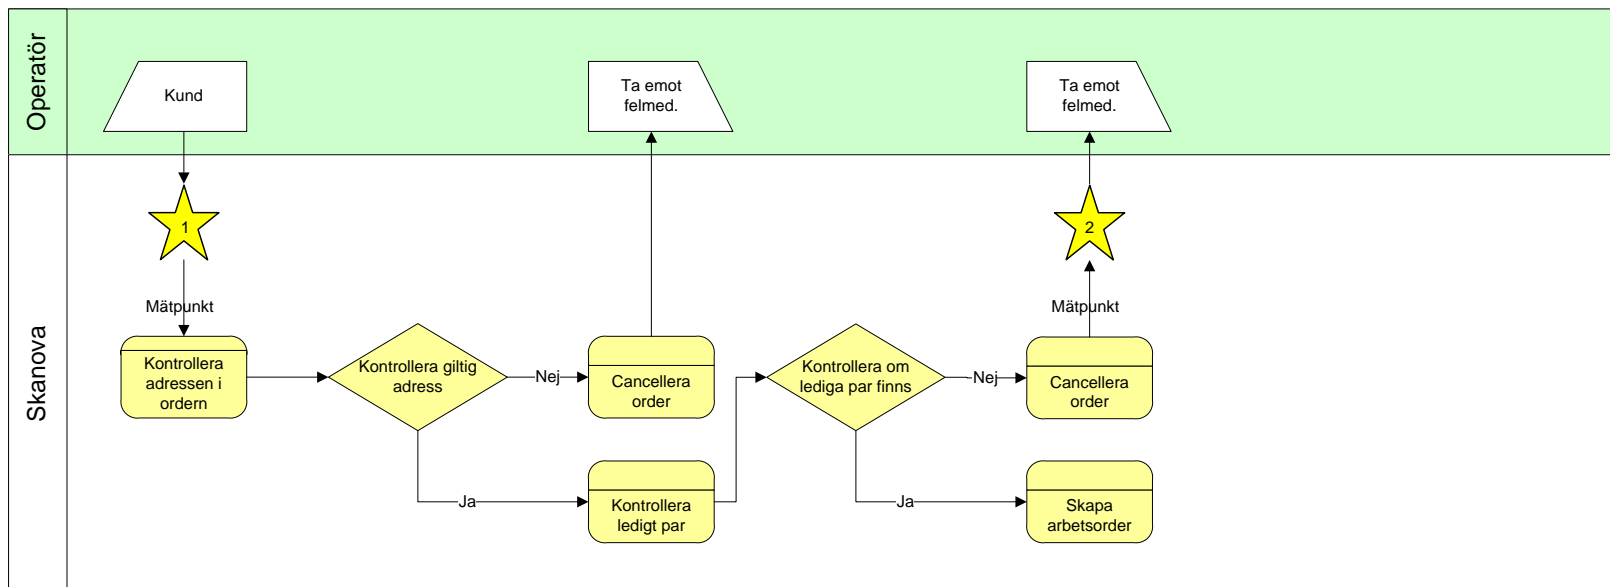 Operatör
Kund
Ta emot
felmed.
Ta emot
felmed.
Skanova
1
Mätpunkt
Kontrollera
adressen i
ordern
Kontrollera giltig
adress
Nej
Cancellera
order
Ja
Kontrollera
ledigt par
Kontrollera om
lediga par finns
2
Mätpunkt
Nej
Cancellera
order
Ja
Skapa
arbetsorder